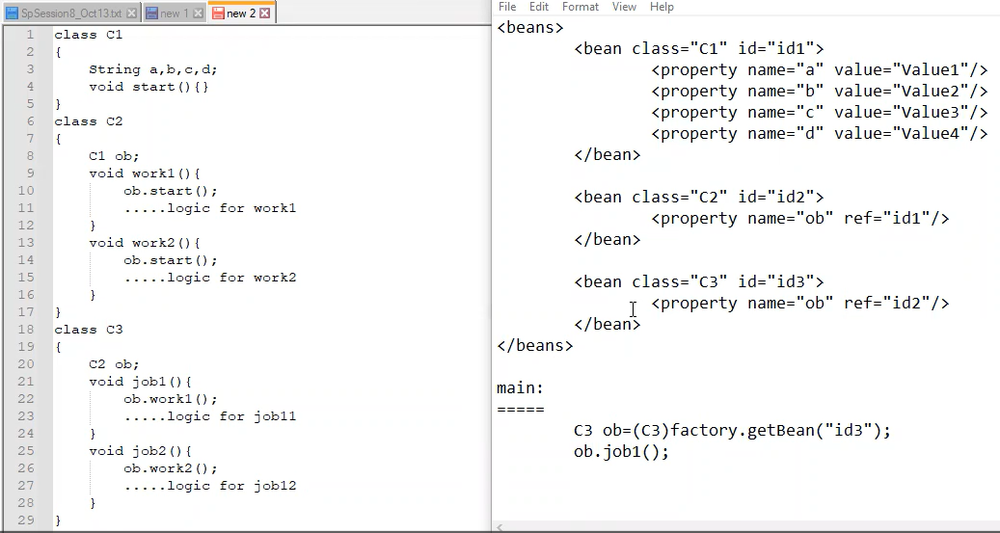 SpSession8_Oct13.txt new 1 new 2
1 class C1
2 {
3 String a,b,c,d;
4 void start(){}
5 }
6 class C2
7 {
8 C1 ob;
9 void work1(){
10 ob.start();
11 .....logic for work1
12 }
13 void work2(){
14 ob.start();
15 .....logic for work2
16 }
17 }
18 class C3
19 {
20 C2 ob;
21 void job1(){
22 ob.work1();
23 .....logic for job11
24 }
25 void job2(){
26 ob.work2();
27 .....logic for job12
28 }
29 }
File Edit Format View Help
<beans>
<bean class="C1" id="id1">
<property name="a" value="Value1"/>
<property name="b" value="Value2"/>
<property name="c" value="Value3"/>
<property name="d" value="Value4"/>
</bean>
<bean class="C2" id="id2">
<property name="ob" ref="id1"/>
</bean>
<bean class="C3" id="id3">
<property name="ob" ref="id2"/>
</bean>
</beans>
main:
=====
C3 ob=(C3)factory.getBean("id3");
ob.job1();